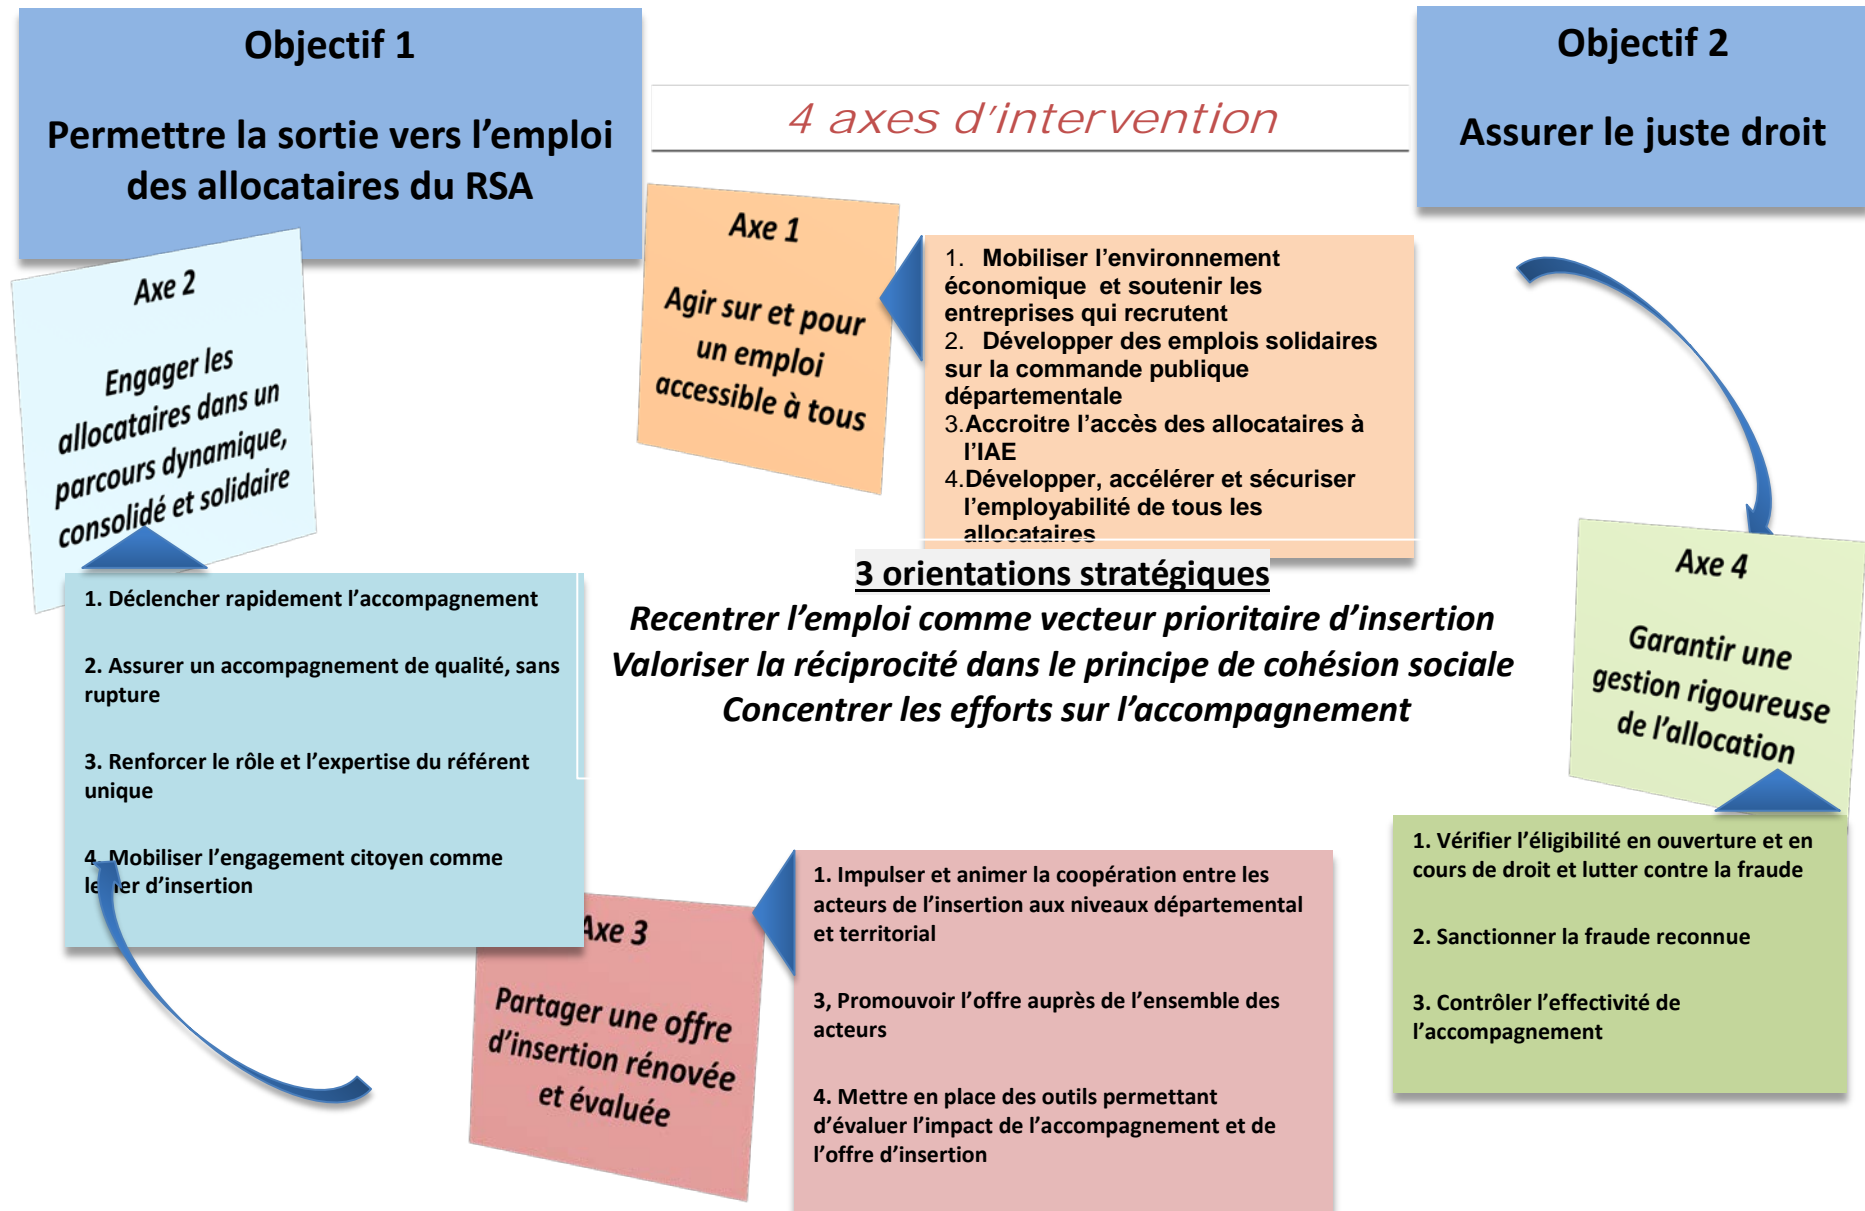 Objectif 1
Permettre la sortie vers l’emploi
des allocataires du RSA
4 axes d'intervention
Objectif 2
Assurer le juste droit
Axe 1
Agir sur et pour
un emploi
accessible à tous
1. Mobiliser l’environnement
économique et soutenir les
entreprises qui recrutent
2. Développer des emplois solidaires
sur la commande publique
départementale
3.Accroitre l’accès des allocataires à
l’IAE
4.Développer, accélérer et sécuriser
l’employabilité de tous les
allocataires
Axe 2
Engager les
allocataires dans un
parcours dynamique,
consolidé et solidaire
1. Déclencher rapidement l’accompagnement
2. Assurer un accompagnement de qualité, sans
rupture
3. Renforcer le rôle et l’expertise du référent
unique
4. Mobiliser l’engagement citoyen comme
levier d’insertion
3 orientations stratégiques
Recentrer l’emploi comme vecteur prioritaire d’insertion
Valoriser la réciprocité dans le principe de cohésion sociale
Concentrer les efforts sur l’accompagnement
Axe 3
Partager une offre
d’insertion rénovée
et évaluée
1. Impulser et animer la coopération entre les
acteurs de l’insertion aux niveaux départemental
et territorial
3, Promouvoir l’offre auprès de l’ensemble des
acteurs
4. Mettre en place des outils permettant
d’évaluer l’impact de l’accompagnement et de
l’offre d’insertion
Axe 4
Garantir une
gestion rigoureuse
de l’allocation
1. Vérifier l’éligibilité en ouverture et en
cours de droit et lutter contre la fraude
2. Sanctionner la fraude reconnue
3. Contrôler l’effectivité de
l’accompagnement